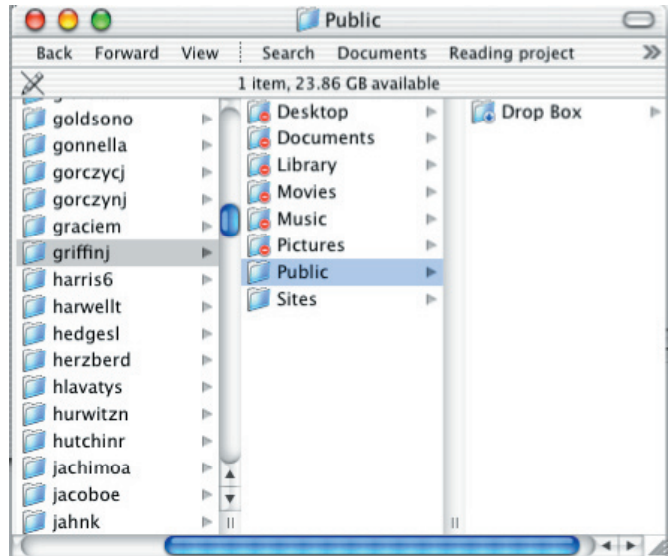 Public
Back Forward View Search Documents Reading project
1 item, 23.86 GB available
goldsono
gonnella
gorczycj
gorczynj
graciem
griffinj
harris6
harwellt
hedgesl
herzberd
hlavatys
hurwitzn
hutchinr
jachimoa
jacoboe
jahnk
Desktop
Documents
Library
Movies
Music
Pictures
Public
Sites
Drop Box